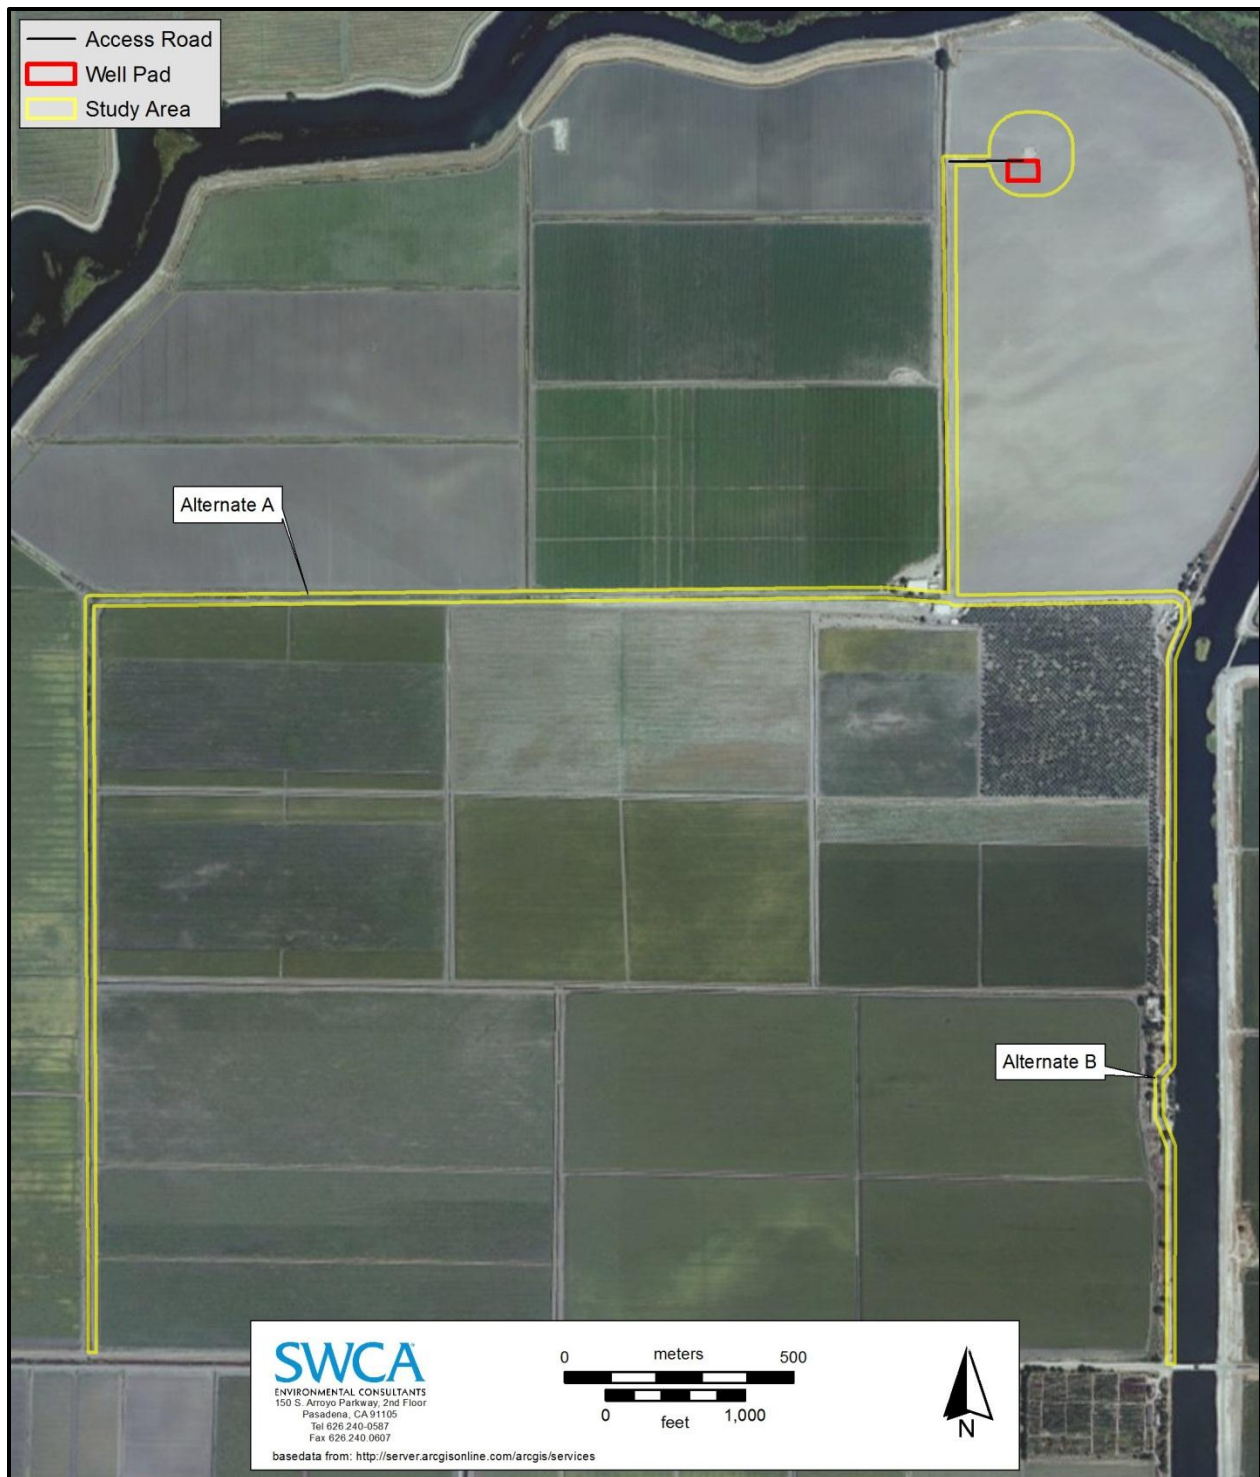 Access Road
Well Pad
Study Area
Alternate A
Alternate B
SWCA
ENVIRONMENTAL CONSULTANTS
150 S. Arroyo Parkway, 2nd Floor
Pasadena, CA 91105
Tel 626.240-0587
Fax 626.240.0607
basedata from: http://server.arcgisonline.com/arcgis/services
0 meters 500
0 feet 1,000
N